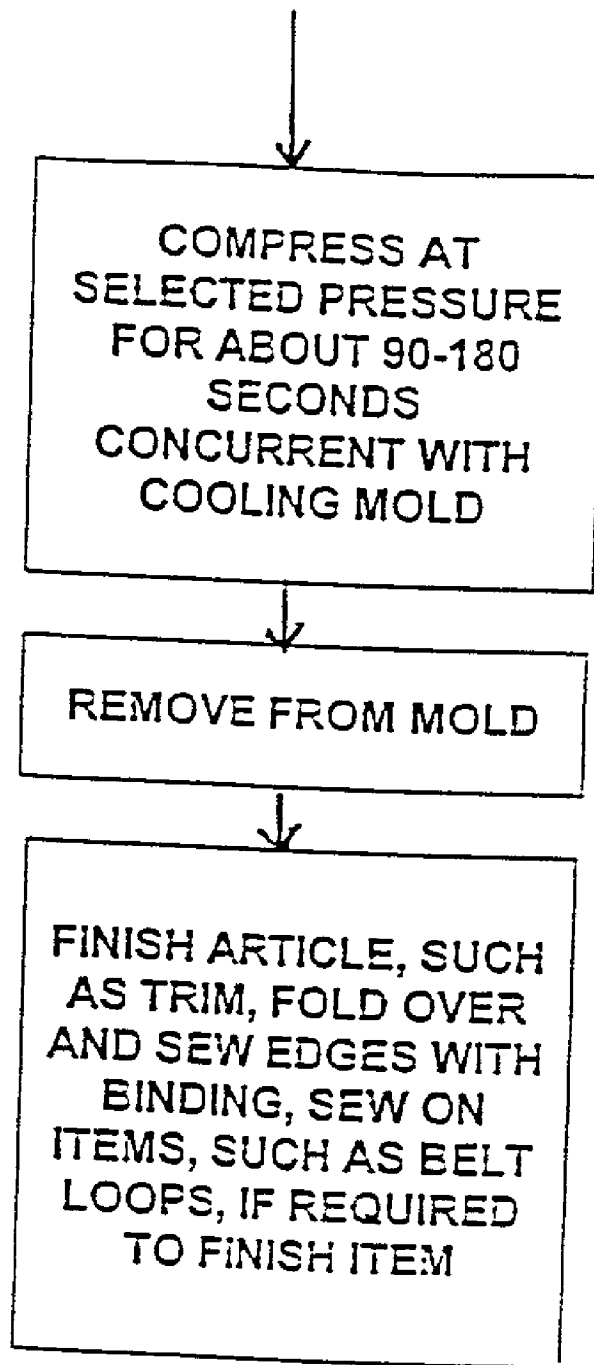 COMPRESS AT
SELECTED PRESSURE
FOR ABOUT 90-180
SECONDS
CONCURRENT WITH
COOLING MOLD
REMOVE FROM MOLD
FINISH ARTICLE, SUCH
AS TRIM, FOLD OVER
AND SEW EDGES WITH
BINDING, SEW ON
ITEMS, SUCH AS BELT
LOOPS, IF REQUIRED
TO FINISH ITEM